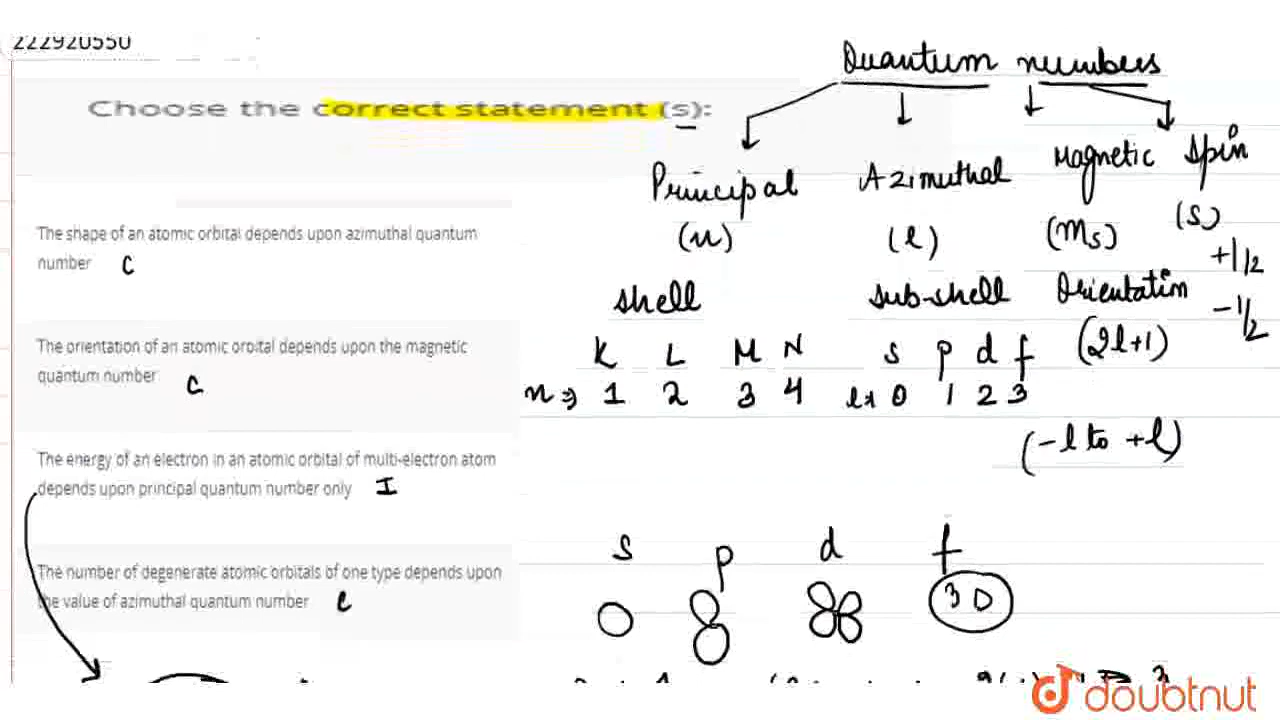 222920550
Quantum numbers
Choose the correct statement (s):
Principal Azimuthal Magnetic Spin
(n) (l) (Ms) (S)
+1/2
-1/2
The shape of an atomic orbital depends upon azimuthal quantum
number C
shell Sub-shell Orientation
K L M N s p d f (2l+1)
n⇒ 1 2 3 4 l→ 0 1 2 3
(-l to +l)
The orientation of an atomic orbital depends upon the magnetic
quantum number C
The energy of an electron in an atomic orbital of multi-electron atom
depends upon principal quantum number only I
s p d f
3D
The number of degenerate atomic orbitals of one type depends upon
the value of azimuthal quantum number C
doubtnut